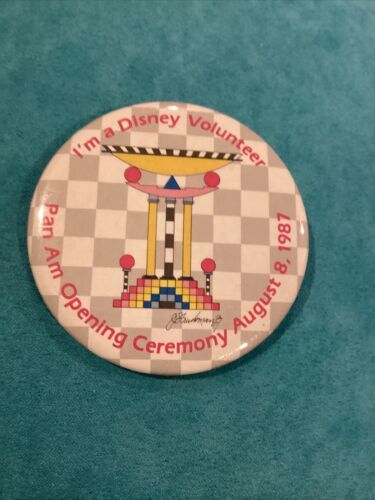 I'm a Disney Volunteer
Pan Am Opening Ceremony August 8, 1987